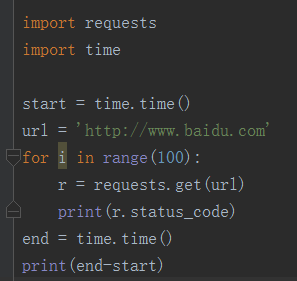 import requests
import time
start = time.time()
url = 'http://www.baidu.com'
for i in range(100):
    r = requests.get(url)
    print(r.status_code)
end = time.time()
print(end-start)